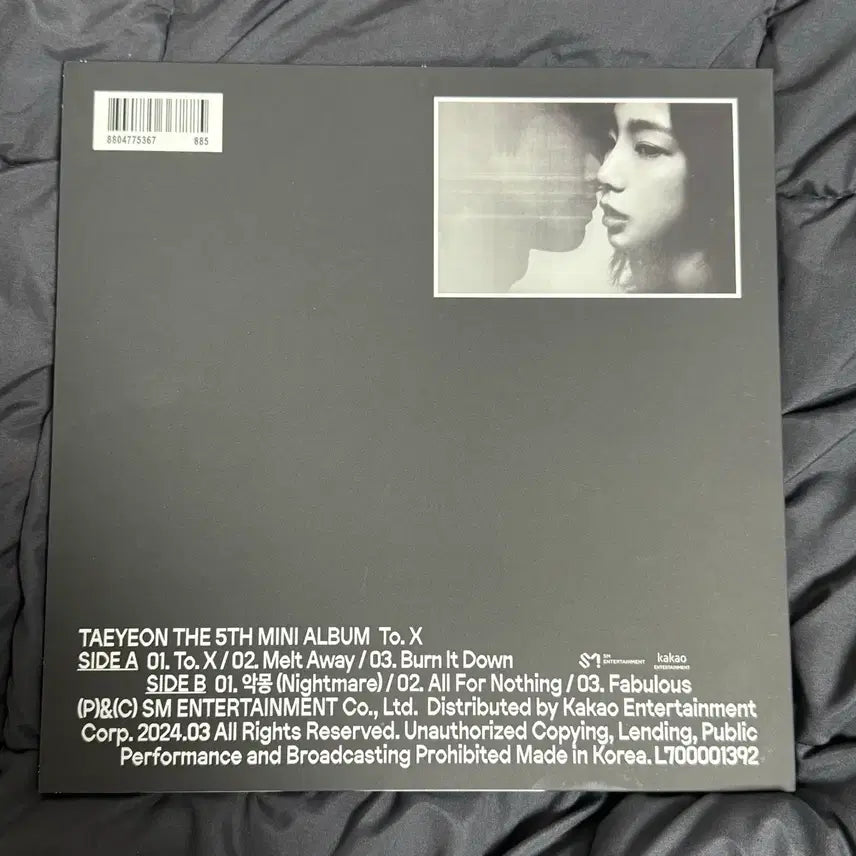 8804775367 885
TAEYEON THE 5TH MINI ALBUM To. X
SIDE A 01. To. X / 02. Melt Away / 03. Burn It Down
SM ENTERTAINMENT kakao ENTERTAINMENT
SIDE B 01. 악몽 (Nightmare) / 02. All For Nothing / 03. Fabulous
(P)&(C) SM ENTERTAINMENT Co., Ltd. Distributed by Kakao Entertainment
Corp. 2024.03 All Rights Reserved. Unauthorized Copying, Lending, Public
Performance and Broadcasting Prohibited Made in Korea. L700001392